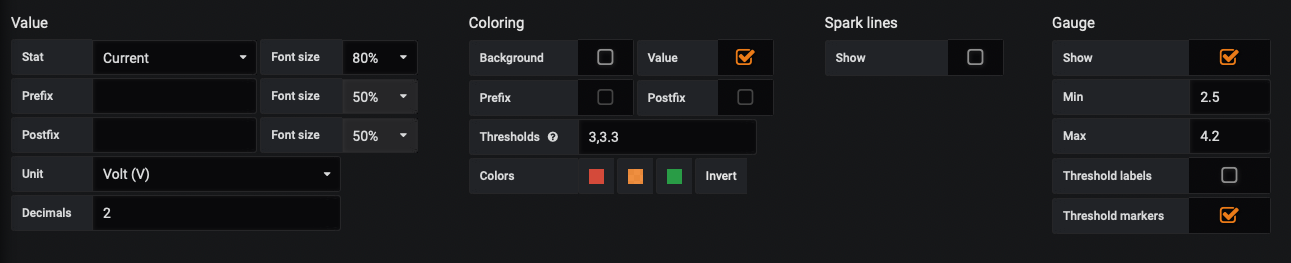 Value
Stat Current Font size 80%
Prefix Font size 50%
Postfix Font size 50%
Unit Volt (V)
Decimals 2
Coloring
Background Value
Prefix Postfix
Thresholds ? 3,3.3
Colors Invert
Spark lines
Show
Gauge
Show
Min 2.5
Max 4.2
Threshold labels
Threshold markers